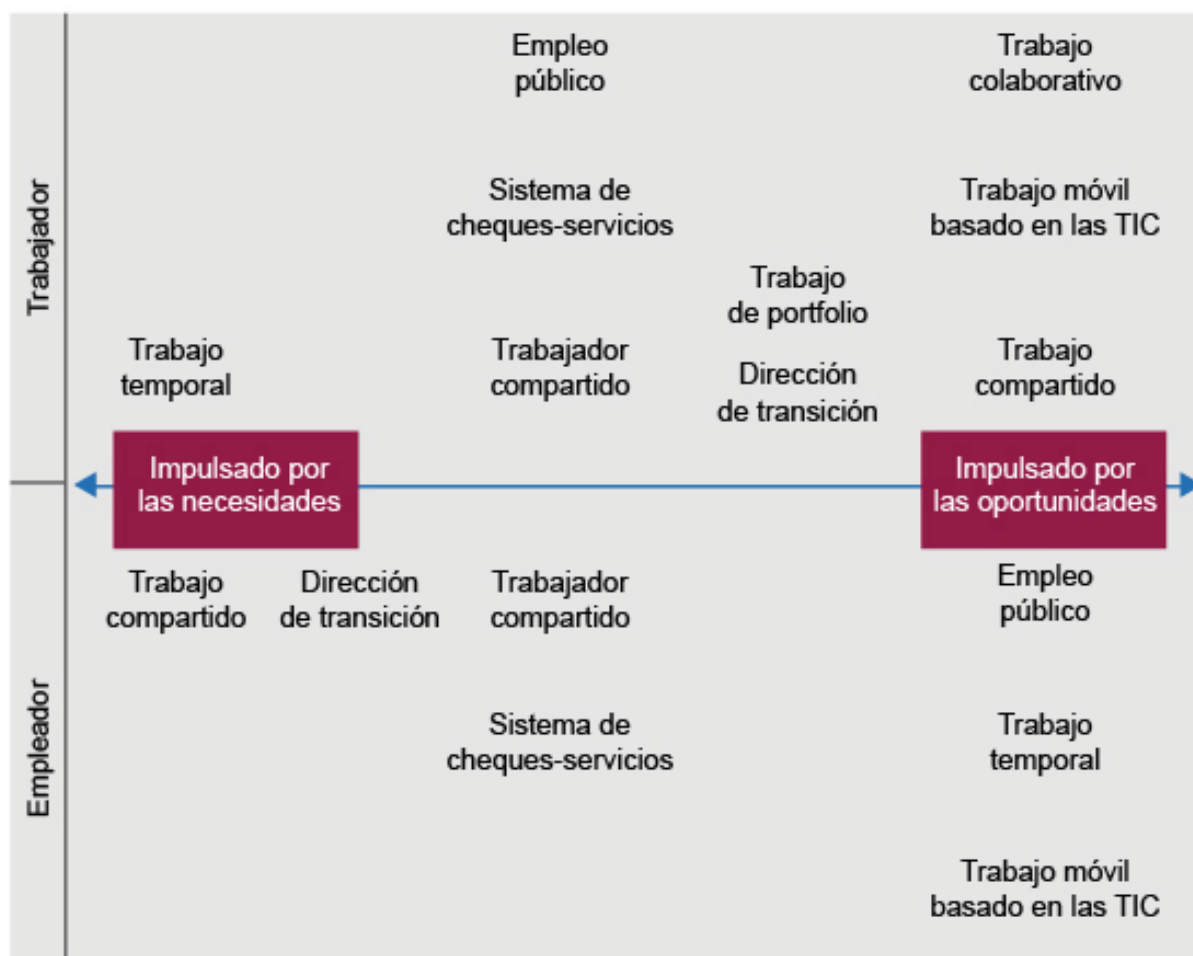 Trabajador
Empleo
público
Trabajo
colaborativo
Sistema de
cheques-servicios
Trabajo móvil
basado en las TIC
Trabajo
de portfolio
Trabajo
temporal
Trabajador
compartido
Dirección
de transición
Trabajo
compartido
Impulsado por
las necesidades
Impulsado por
las oportunidades
Empleador
Trabajo
compartido
Dirección
de transición
Trabajador
compartido
Empleo
público
Sistema de
cheques-servicios
Trabajo
temporal
Trabajo móvil
basado en las TIC